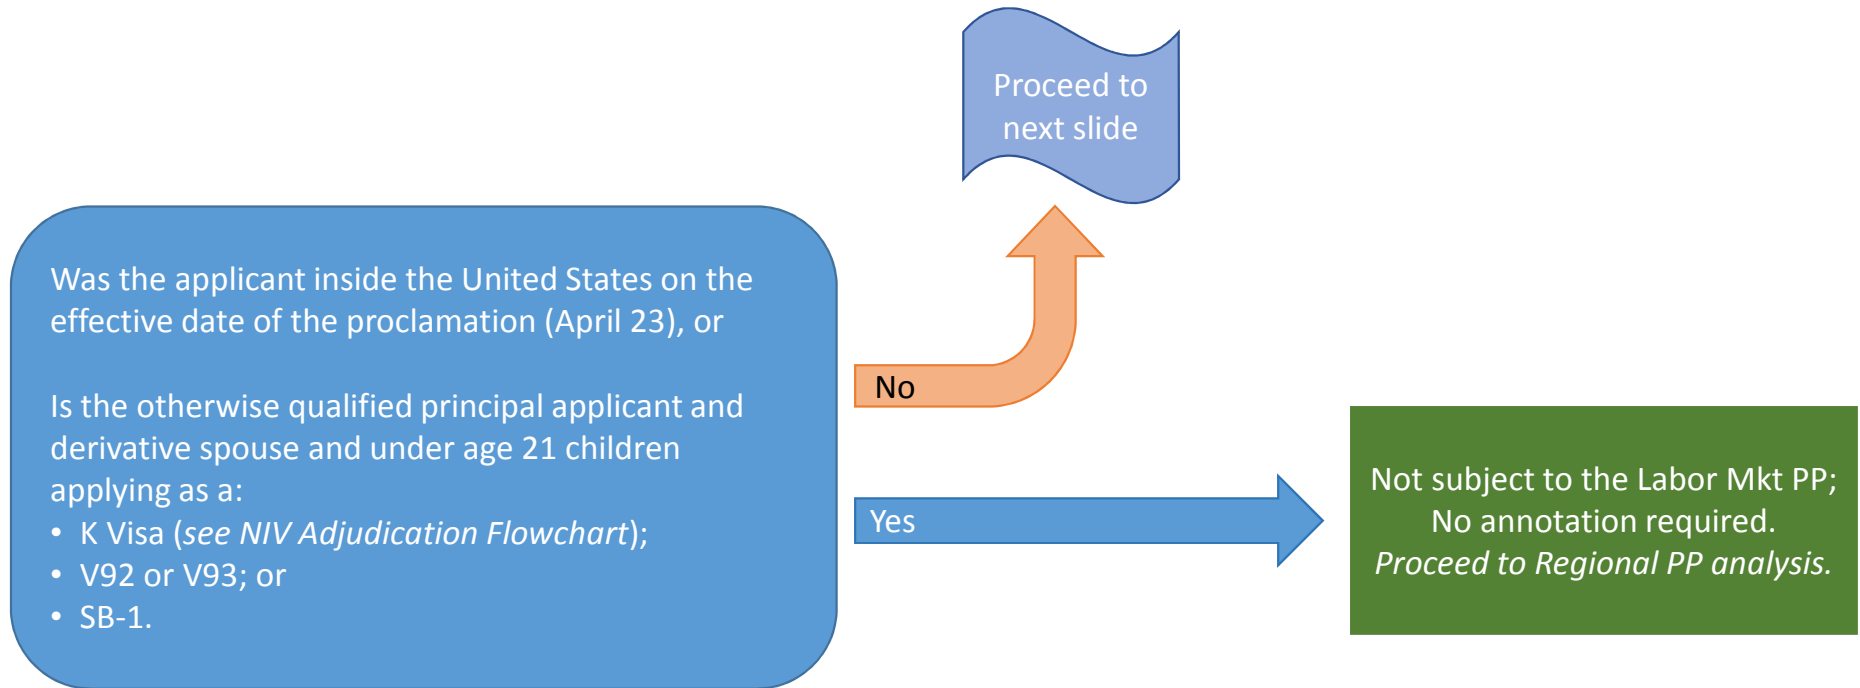 Proceed to
next slide
Was the applicant inside the United States on the
effective date of the proclamation (April 23), or
Is the otherwise qualified principal applicant and
derivative spouse and under age 21 children
applying as a:
• K Visa (see NIV Adjudication Flowchart);
• V92 or V93; or
• SB-1.
No
Yes
Not subject to the Labor Mkt PP;
No annotation required.
Proceed to Regional PP analysis.